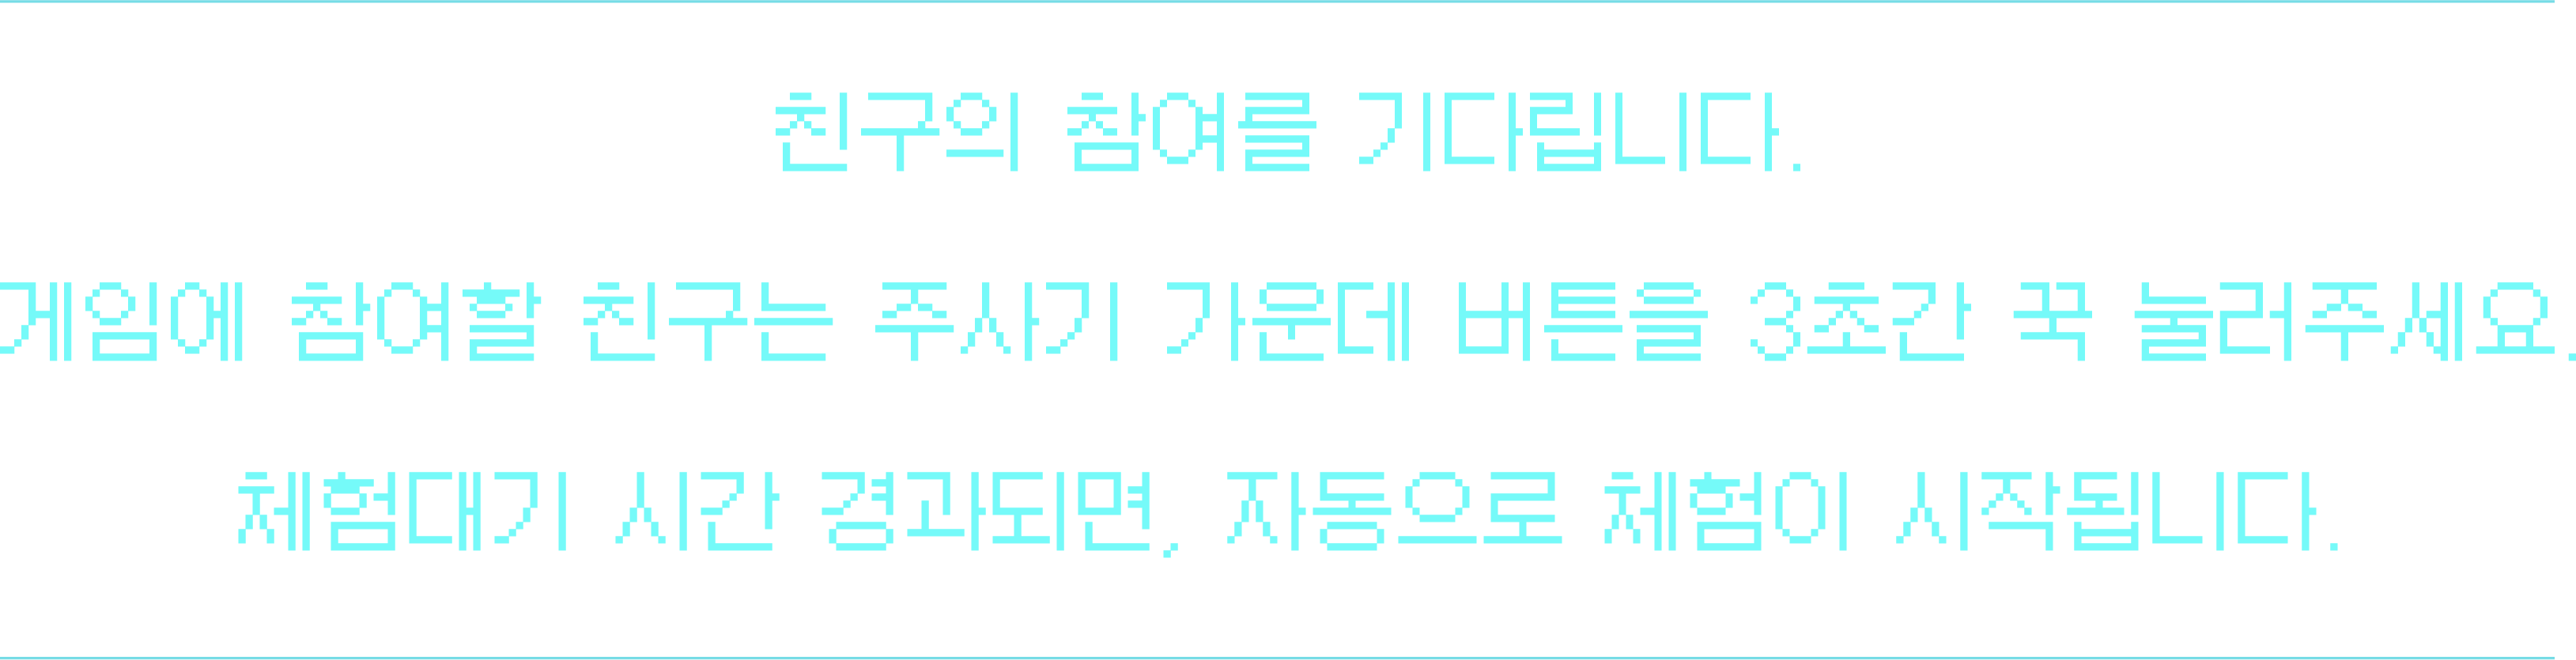 친구의 참여를 기다립니다.
게임에 참여할 친구는 주사기 가운데 버튼을 3초간 꾹 눌러주세요.
체험대기 시간 경과되면, 자동으로 체험이 시작됩니다.